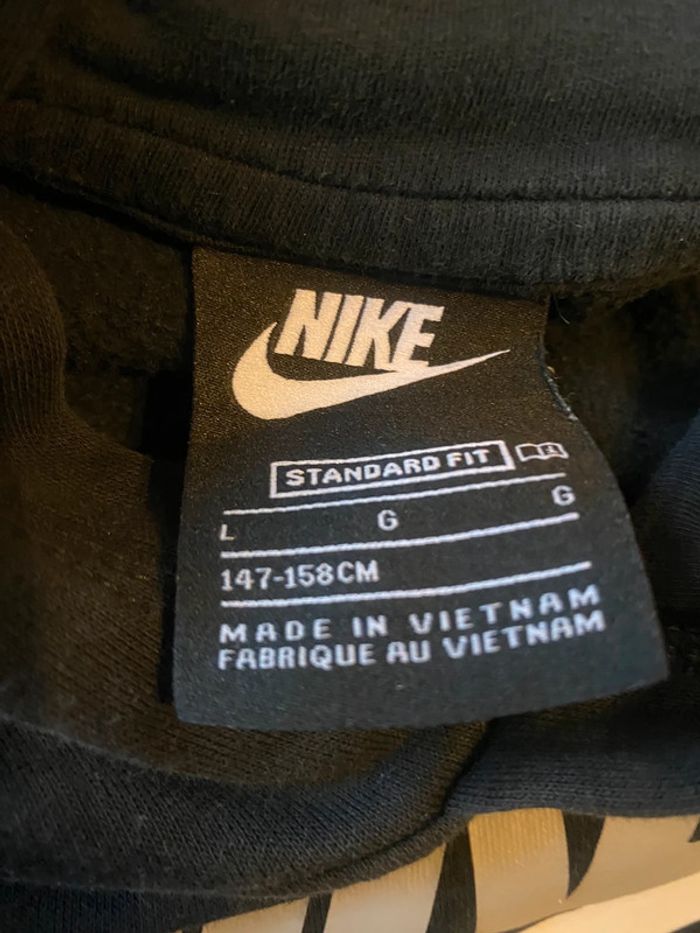 NIKE
STANDARD FIT
L G G
147-158CM
MADE IN VIETNAM
FABRIQUE AU VIETNAM